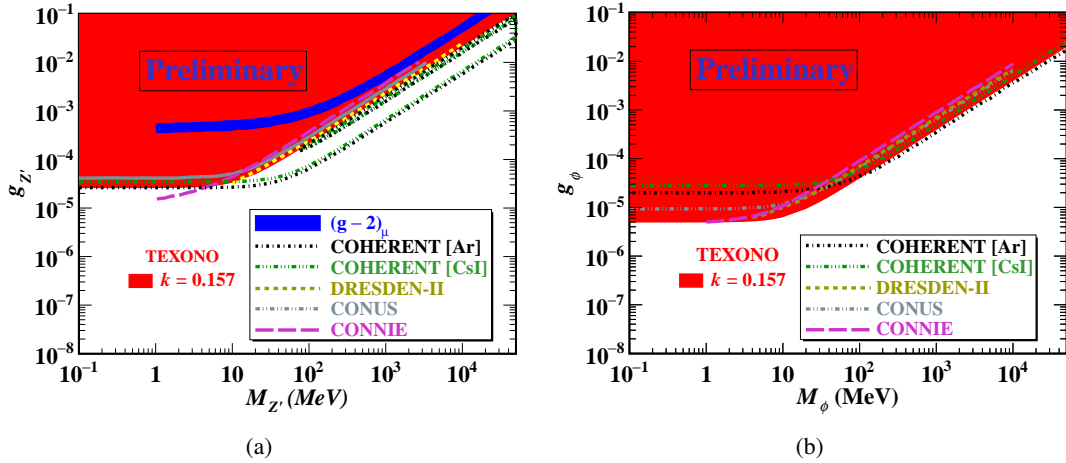 10⁻¹
10⁻²
10⁻³
10⁻⁴
10⁻⁵
10⁻⁶
10⁻⁷
10⁻⁸
g_Z'
Preliminary
TEXONO
k = 0.157
(g − 2)_μ
COHERENT [Ar]
COHERENT [CsI]
DRESDEN-II
CONUS
CONNIE
10⁻¹ 1 10 10² 10³ 10⁴
M_Z' (MeV)
(a)
10⁻¹
10⁻²
10⁻³
10⁻⁴
10⁻⁵
10⁻⁶
10⁻⁷
10⁻⁸
g_ϕ
Preliminary
TEXONO
k = 0.157
COHERENT [Ar]
COHERENT [CsI]
DRESDEN-II
CONUS
CONNIE
10⁻¹ 1 10 10² 10³ 10⁴
M_ϕ (MeV)
(b)